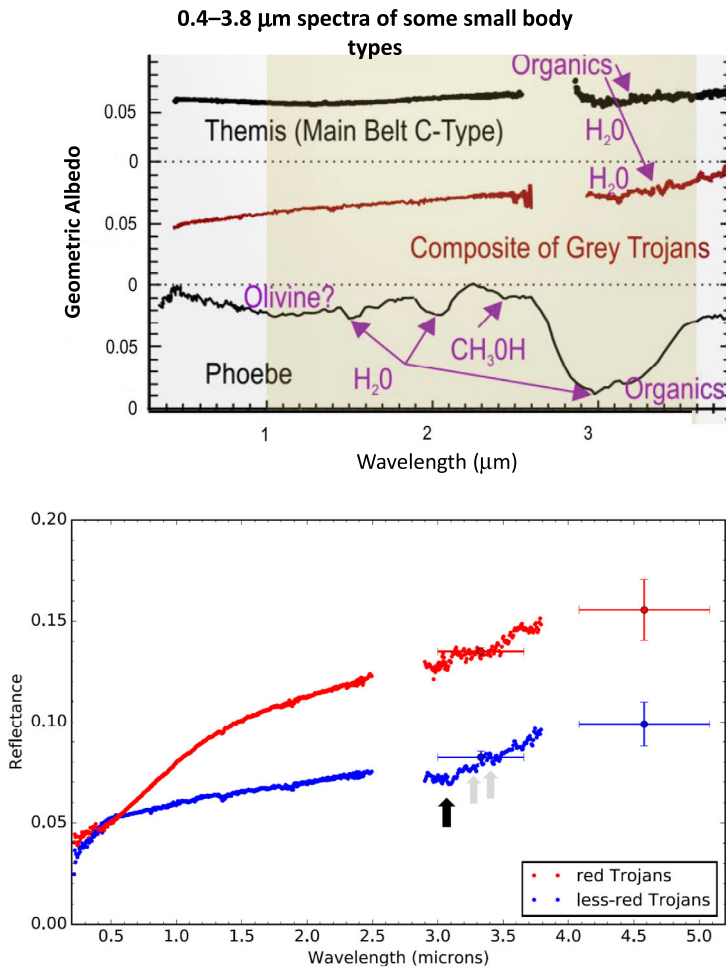 0.4–3.8 µm spectra of some small body
types
Geometric Albedo
Organics
0.05
Themis (Main Belt C-Type)
H₂0
0
H₂0
0.05
Composite of Grey Trojans
0
Olivine?
0.05
CH₃0H
Phoebe
H₂0
Organics
0
1
2
3
Wavelength (µm)
0.20
0.15
0.10
0.05
0.00
Reflectance
red Trojans
less-red Trojans
0.5 1.0 1.5 2.0 2.5 3.0 3.5 4.0 4.5 5.0
Wavelength (microns)